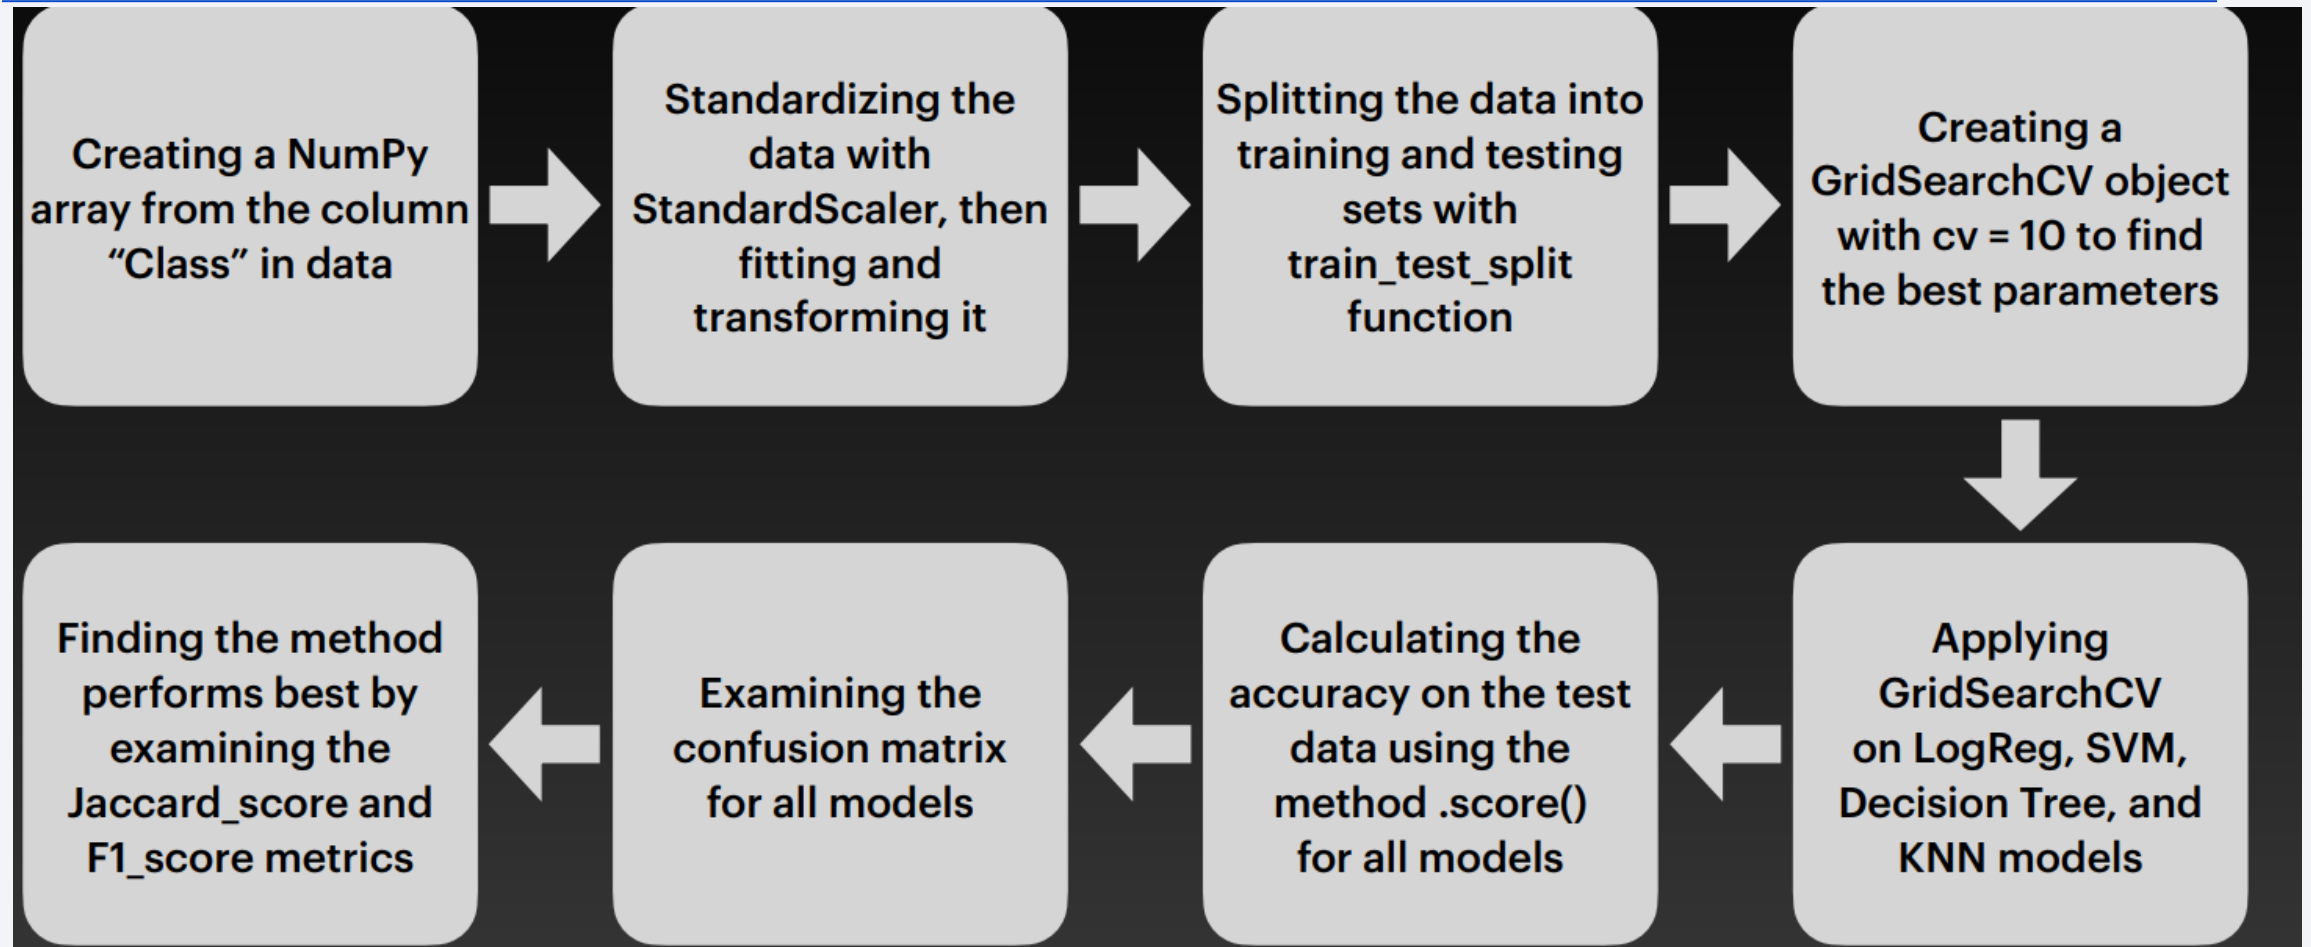 Creating a NumPy
array from the column
“Class” in data
Standardizing the
data with
StandardScaler, then
fitting and
transforming it
Splitting the data into
training and testing
sets with
train_test_split
function
Creating a
GridSearchCV object
with cv = 10 to find
the best parameters
Applying
GridSearchCV
on LogReg, SVM,
Decision Tree, and
KNN models
Calculating the
accuracy on the test
data using the
method .score()
for all models
Examining the
confusion matrix
for all models
Finding the method
performs best by
examining the
Jaccard_score and
F1_score metrics